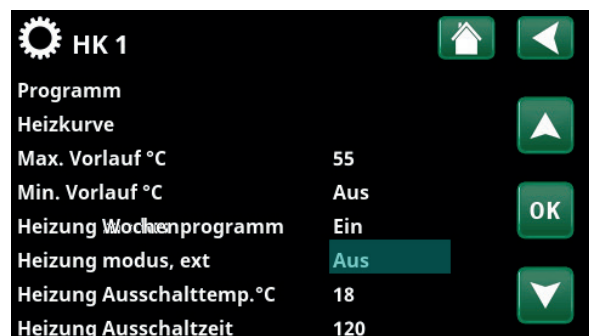 HK 1
Programm
Heizkurve
Max. Vorlauf °C 55
Min. Vorlauf °C Aus
Heizung Wochenprogramm Ein
Heizung modus, ext Aus
OK
Heizung Ausschalttemp.°C 18
Heizung Ausschaltzeit 120